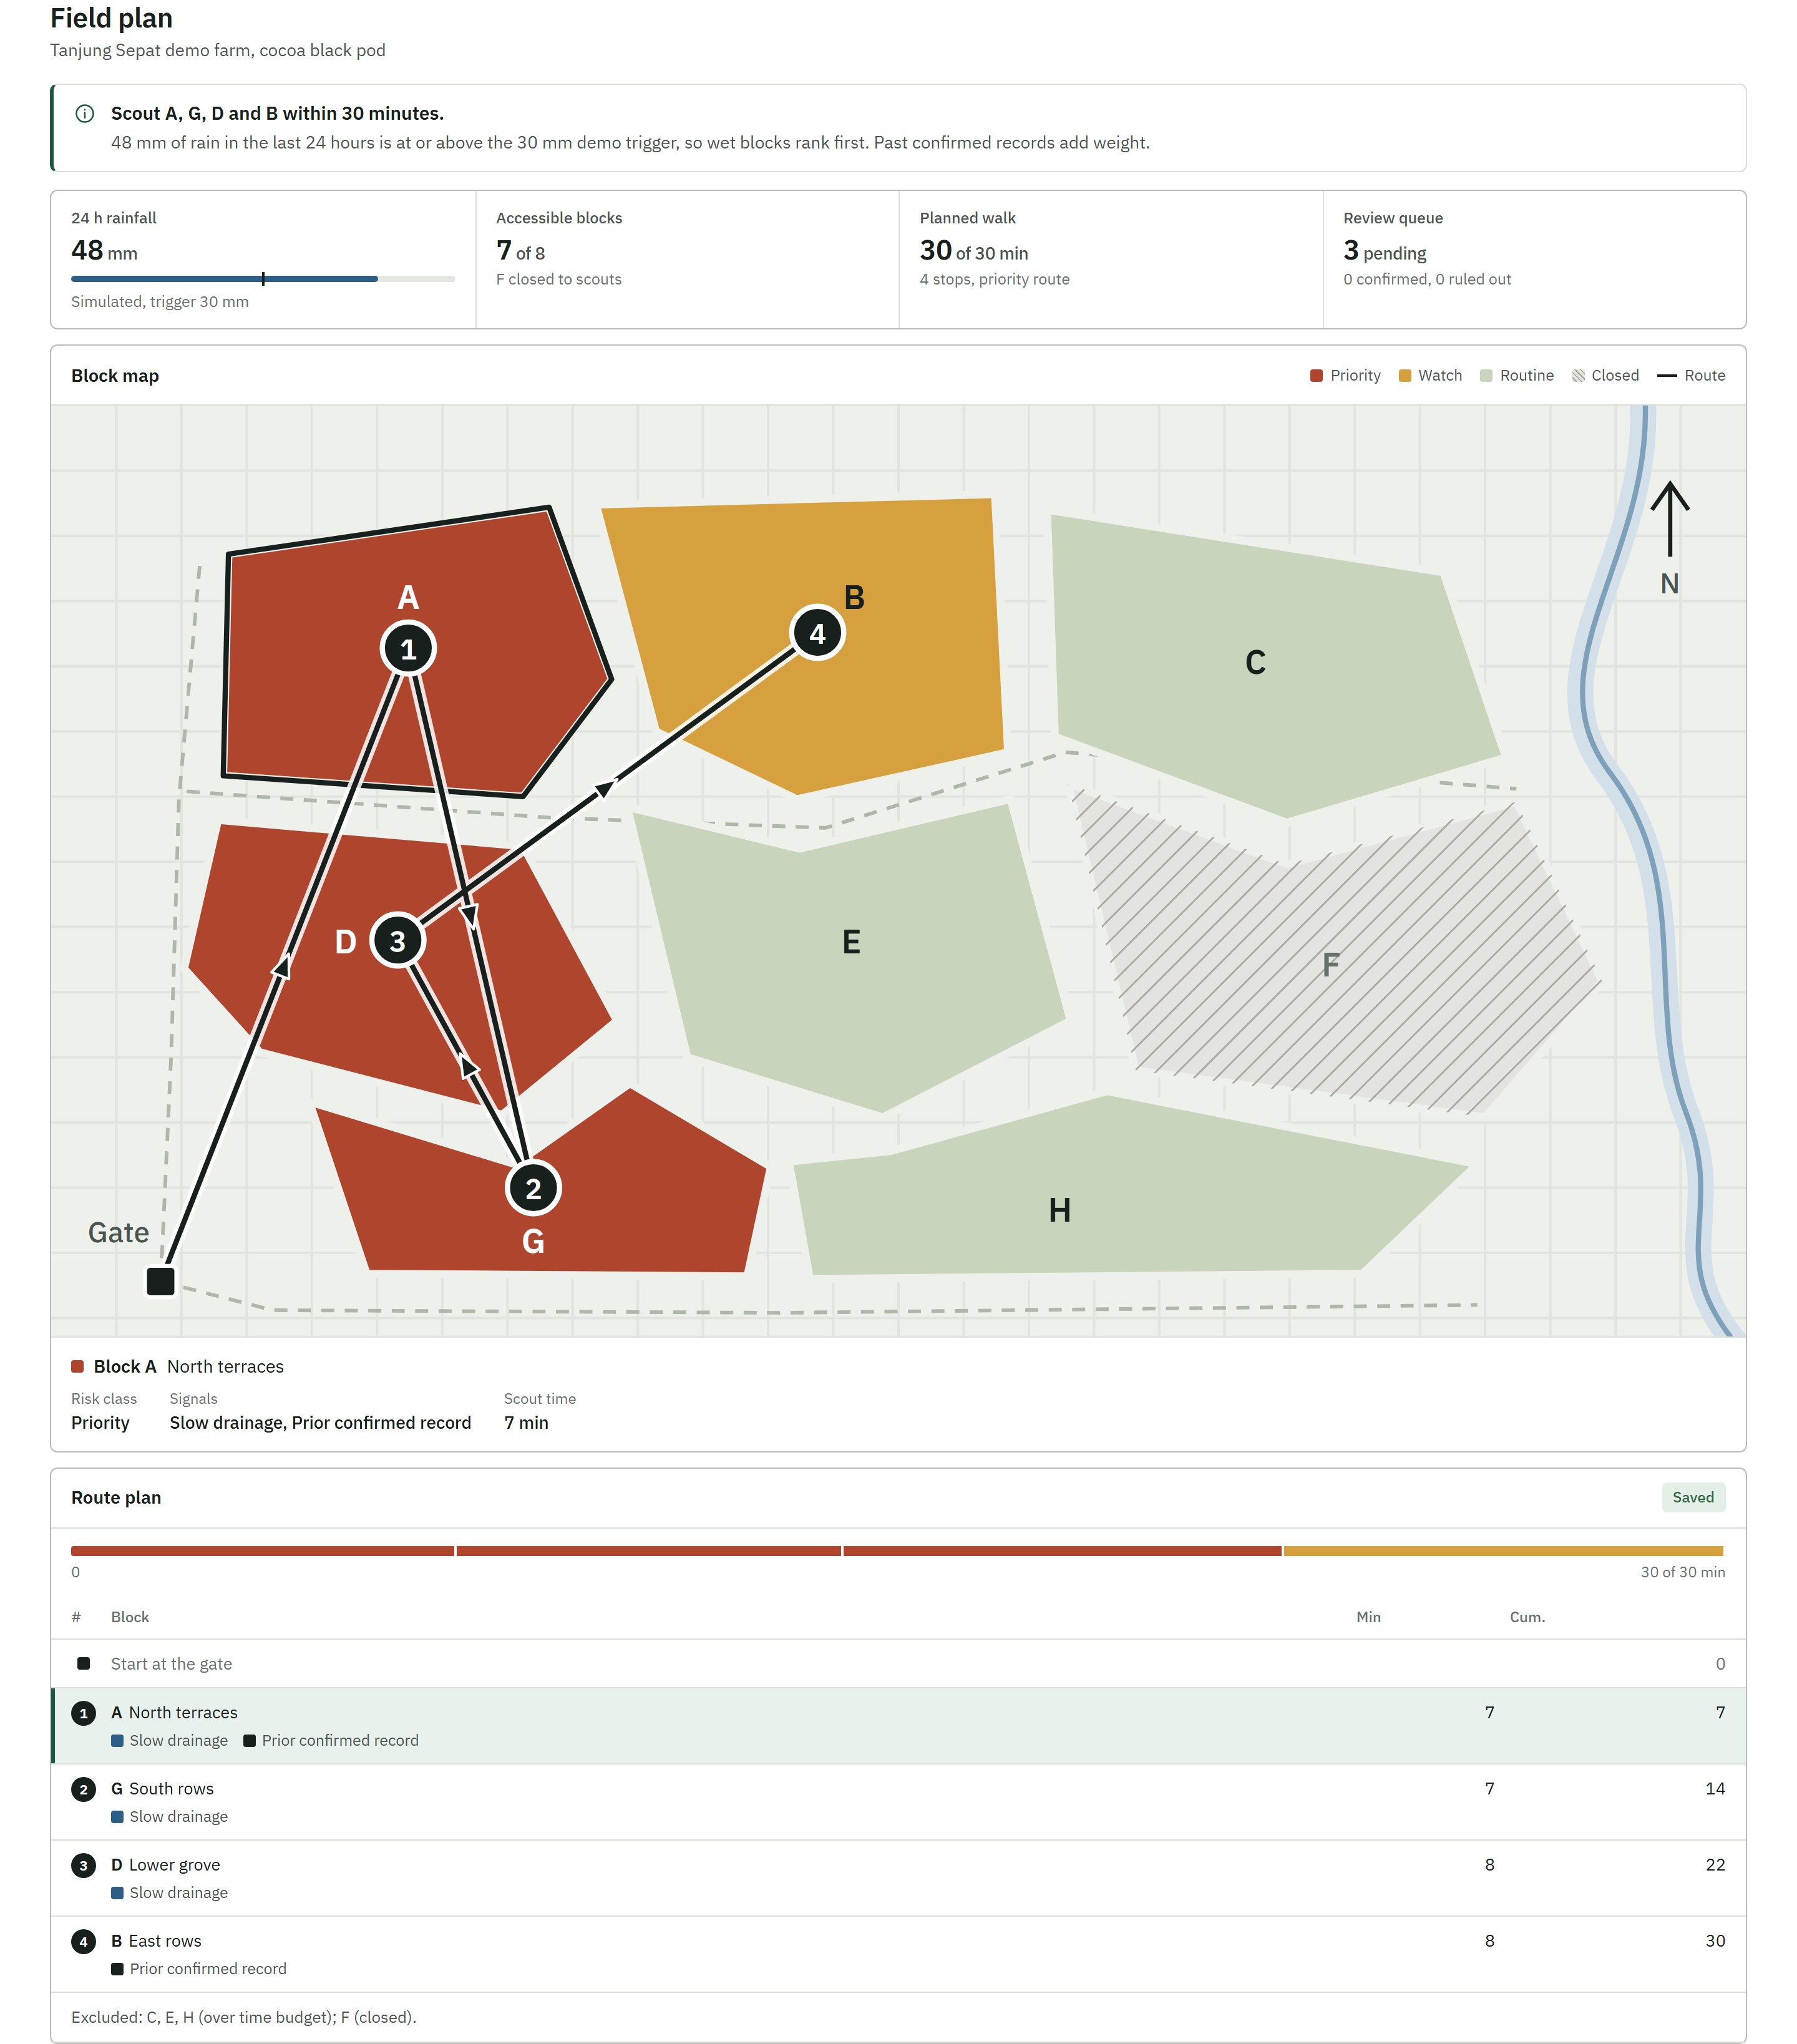 Field plan
Tanjung Sepat demo farm, cocoa black pod
Scout A, G, D and B within 30 minutes.
48 mm of rain in the last 24 hours is at or above the 30 mm demo trigger, so wet blocks rank first. Past confirmed records add weight.
24 h rainfall
48 mm
Simulated, trigger 30 mm
Accessible blocks
7 of 8
F closed to scouts
Planned walk
30 of 30 min
4 stops, priority route
Review queue
3 pending
0 confirmed, 0 ruled out
Block map
Priority Watch Routine Closed Route
N
A
1
B
4
C
D
3
E
F
2
G
H
Gate
Block A North terraces
Risk class Signals Scout time
Priority Slow drainage, Prior confirmed record 7 min
Route plan
Saved
0 30 of 30 min
# Block Min Cum.
Start at the gate 0
1 A North terraces 7 7
Slow drainage Prior confirmed record
2 G South rows 7 14
Slow drainage
3 D Lower grove 8 22
Slow drainage
4 B East rows 8 30
Prior confirmed record
Excluded: C, E, H (over time budget); F (closed).